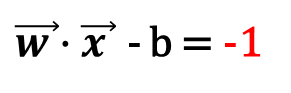 w⃗ · x⃗ - b = -1